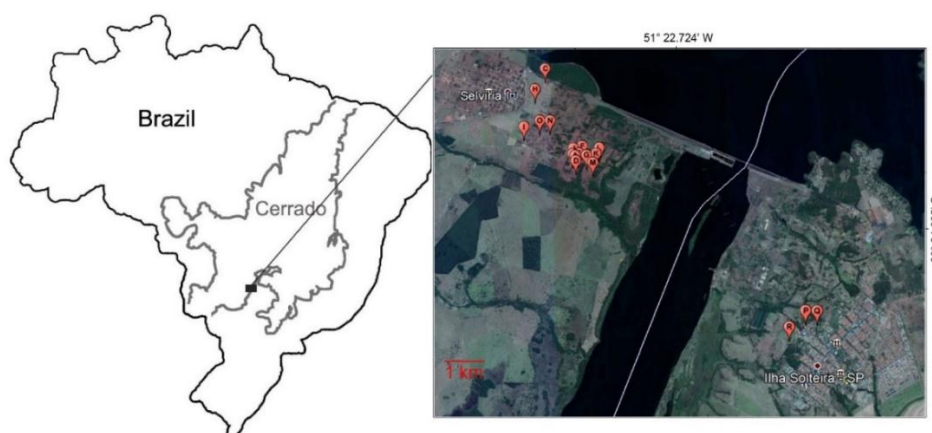 51° 22.724' W
Brazil
Cerrado
Selvíria
C
H
I
O
N
D
M
R
P
Q
1 km
Ilha Solteira - SP